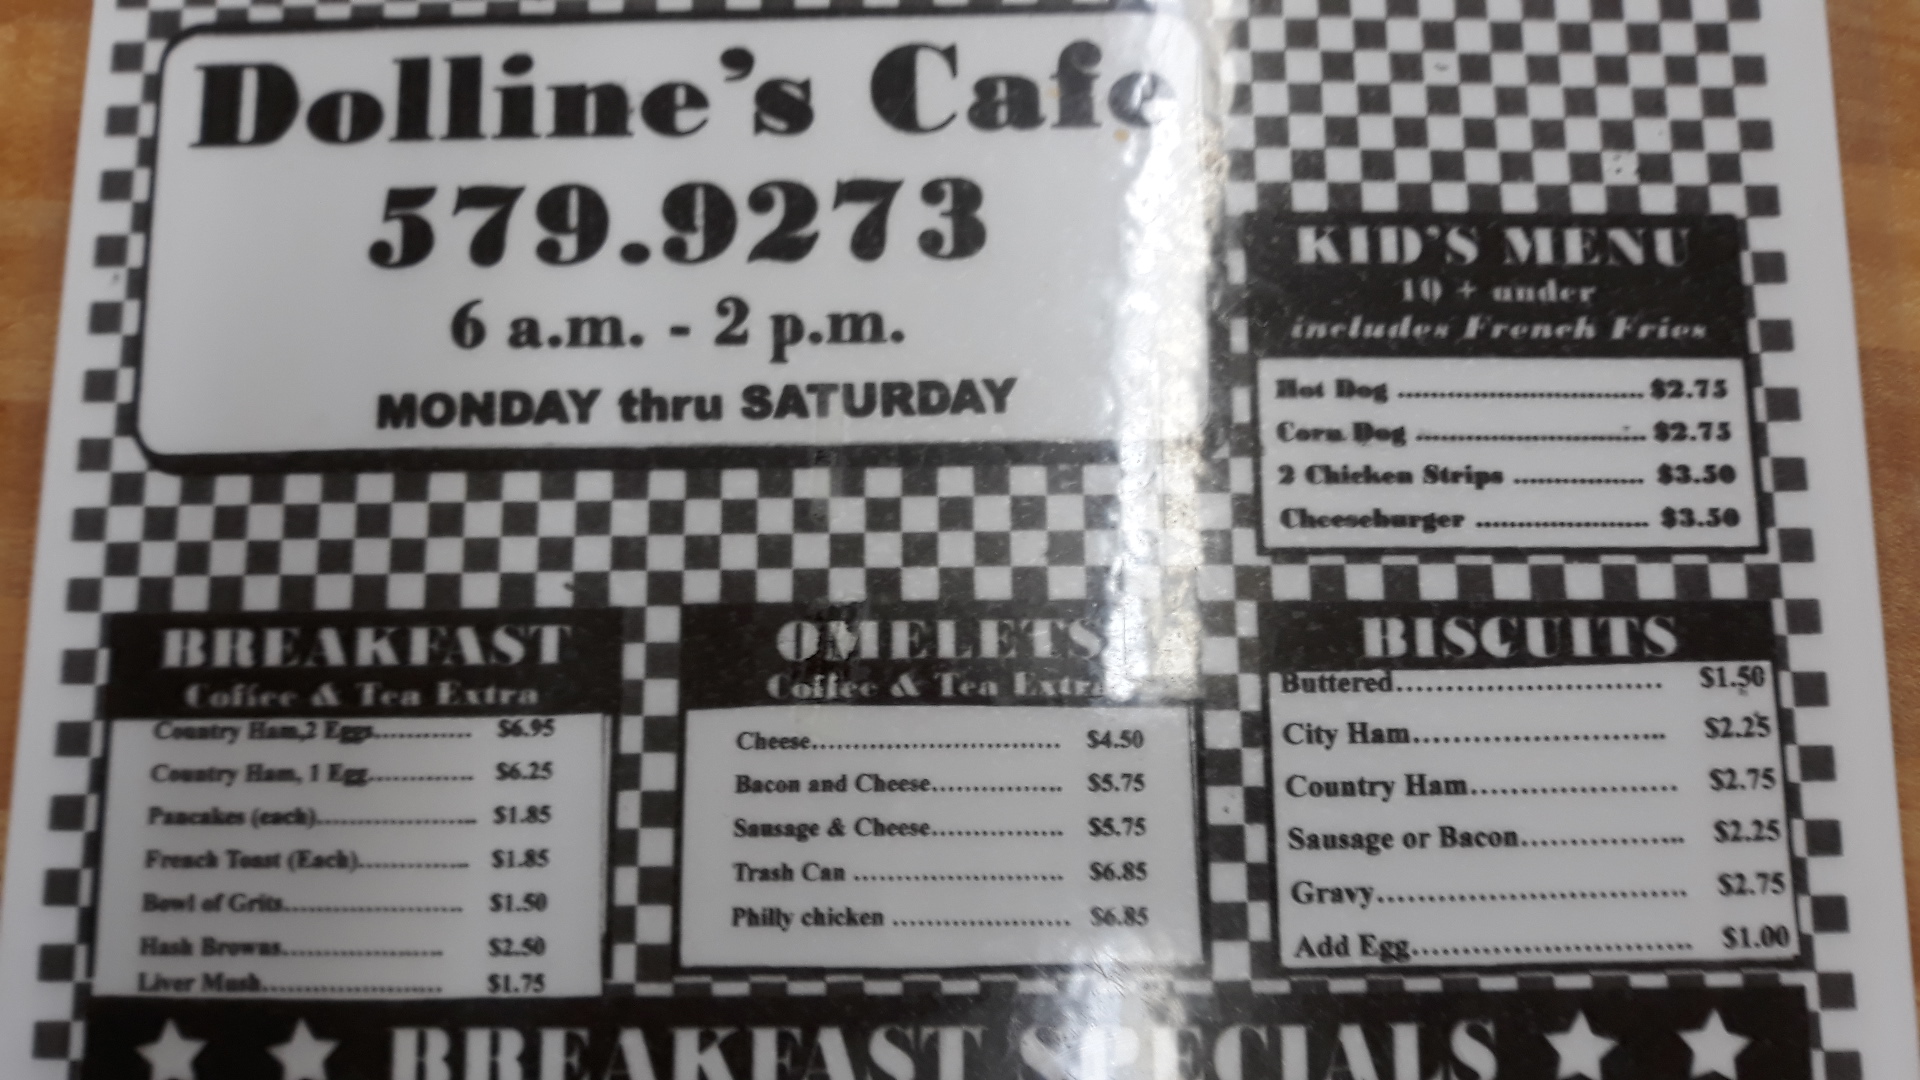 Dolline's Cafe
579.9273
6 a.m. - 2 p.m.
MONDAY thru SATURDAY
KID'S MENU
10 + under
includes French Fries
Hot Dog .................................. $2.75
Corn Dog ................................ $2.75
2 Chicken Strips .................. $3.50
Cheeseburger ........................ $3.50
BREAKFAST
Coffee & Tea Extra
Country Ham,2 Eggs............. $6.95
Country Ham, 1 Egg.............. $6.25
Pancakes (each)...................... $1.85
French Toast (Each)............... $1.85
Bowl of Grits........................ $1.50
Hash Browns...................... $2.50
Liver Mush........................ $1.75
OMELETS
Coffee & Tea Extra
Cheese.................................. $4.50
Bacon and Cheese................. $5.75
Sausage & Cheese................. $5.75
Trash Can ............................ $6.85
Philly chicken ....................... $6.85
BISCUITS
Buttered............................. $1.50
City Ham........................... $2.25
Country Ham...................... $2.75
Sausage or Bacon................. $2.25
Gravy................................. $2.75
Add Egg.............................. $1.00
BREAKFAST SPECIALS